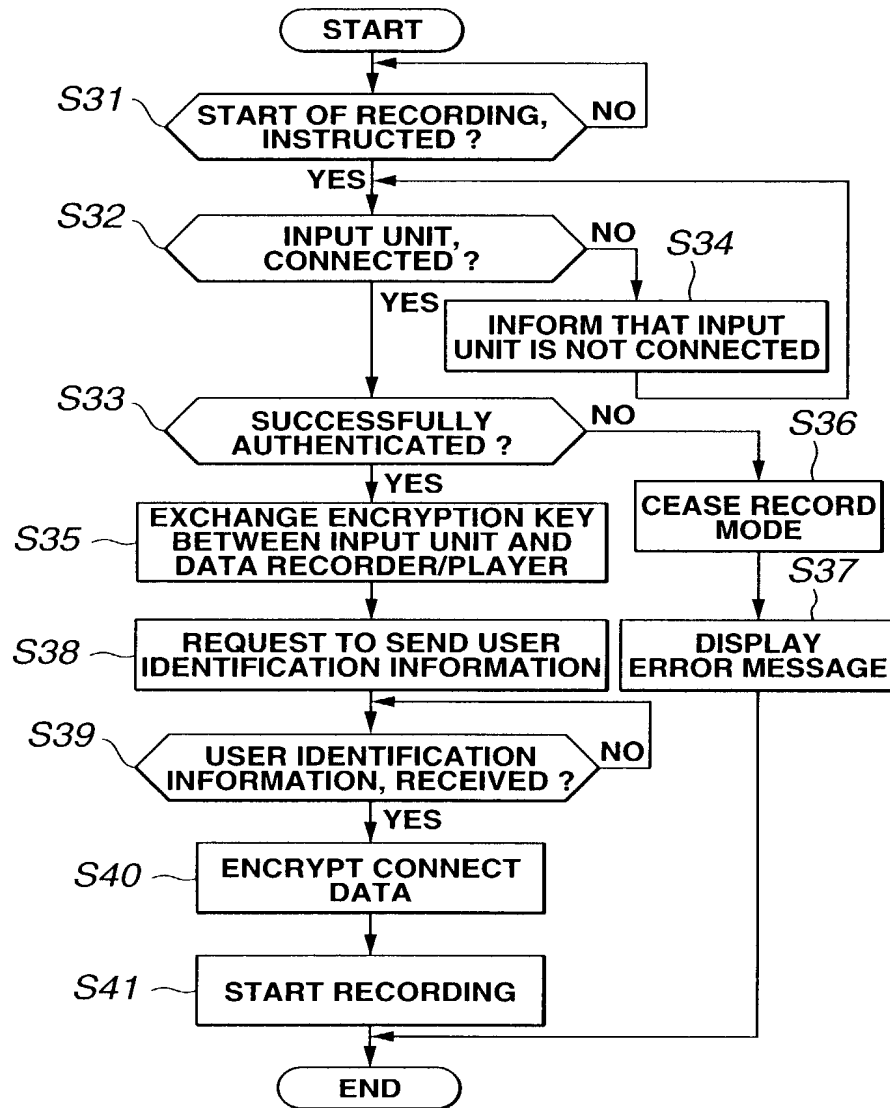 START
S31
START OF RECORDING,
INSTRUCTED ?
NO
YES
S32
INPUT UNIT,
CONNECTED ?
NO
S34
YES
INFORM THAT INPUT
UNIT IS NOT CONNECTED
S33
SUCCESSFULLY
AUTHENTICATED ?
NO
S36
YES
CEASE RECORD
MODE
S35
EXCHANGE ENCRYPTION KEY
BETWEEN INPUT UNIT AND
DATA RECORDER/PLAYER
S37
DISPLAY
ERROR MESSAGE
S38
REQUEST TO SEND USER
IDENTIFICATION INFORMATION
S39
USER IDENTIFICATION
INFORMATION, RECEIVED ?
NO
YES
S40
ENCRYPT CONNECT
DATA
S41
START RECORDING
END